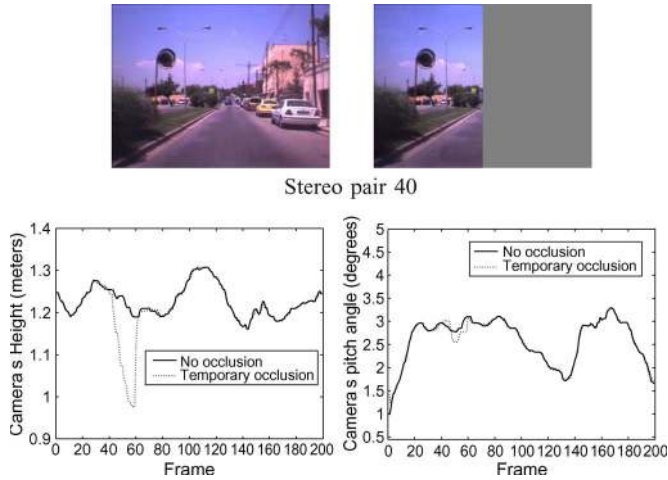 Stereo pair 40
Camera s Height (meters)
1.4
1.3
1.2
1
0.9
No occlusion
Temporary occlusion
0 20 40 60 80 100 120 140 160 180 200
Frame
Camera s pitch angle (degrees)
5
4.5
4
3.5
3
2.5
2
1.5
1
0.5
No occlusion
Temporary occlusion
0 20 40 60 80 100 120 140 160 180 200
Frame